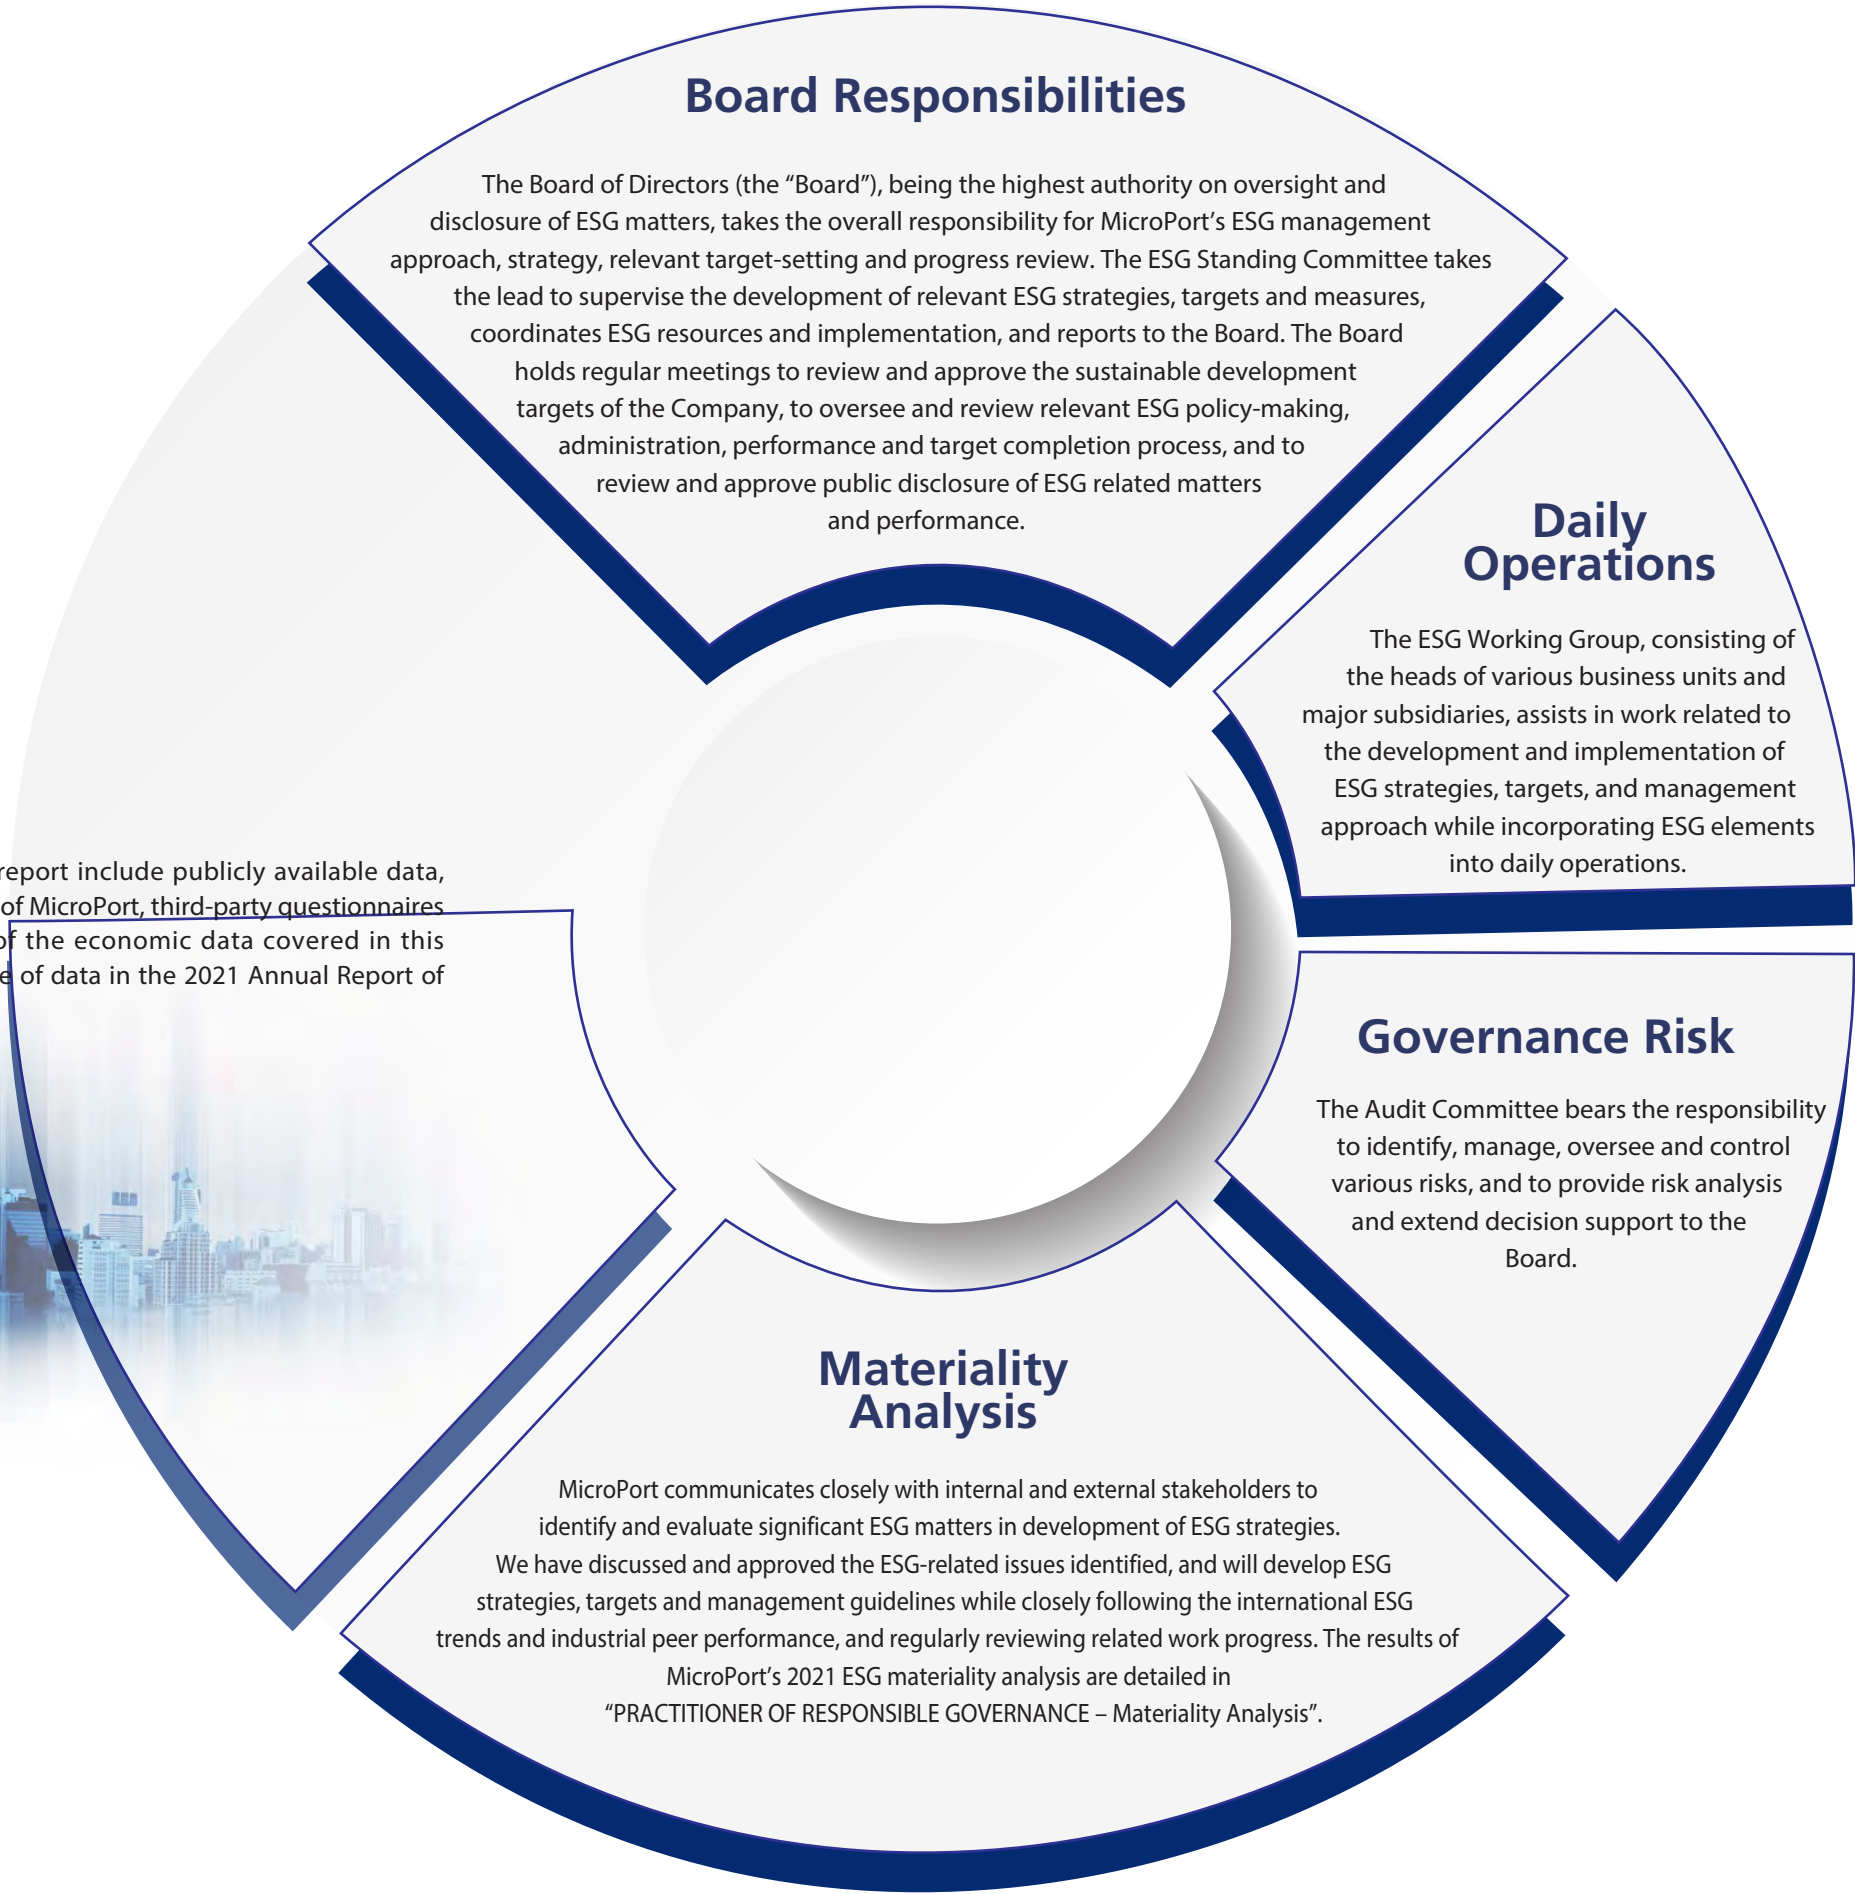 Board Responsibilities
The Board of Directors (the “Board”), being the highest authority on oversight and
disclosure of ESG matters, takes the overall responsibility for MicroPort’s ESG management
approach, strategy, relevant target-setting and progress review. The ESG Standing Committee takes
the lead to supervise the development of relevant ESG strategies, targets and measures,
coordinates ESG resources and implementation, and reports to the Board. The Board
holds regular meetings to review and approve the sustainable development
targets of the Company, to oversee and review relevant ESG policy-making,
administration, performance and target completion process, and to
review and approve public disclosure of ESG related matters
and performance.
Daily
Operations
The ESG Working Group, consisting of
the heads of various business units and
major subsidiaries, assists in work related to
the development and implementation of
ESG strategies, targets, and management
approach while incorporating ESG elements
into daily operations.
report include publicly available data,
of MicroPort, third-party questionnaires
of the economic data covered in this
of data in the 2021 Annual Report of
Governance Risk
The Audit Committee bears the responsibility
to identify, manage, oversee and control
various risks, and to provide risk analysis
and extend decision support to the
Board.
Materiality
Analysis
MicroPort communicates closely with internal and external stakeholders to
identify and evaluate significant ESG matters in development of ESG strategies.
We have discussed and approved the ESG-related issues identified, and will develop ESG
strategies, targets and management guidelines while closely following the international ESG
trends and industrial peer performance, and regularly reviewing related work progress. The results of
MicroPort’s 2021 ESG materiality analysis are detailed in
“PRACTITIONER OF RESPONSIBLE GOVERNANCE – Materiality Analysis”.